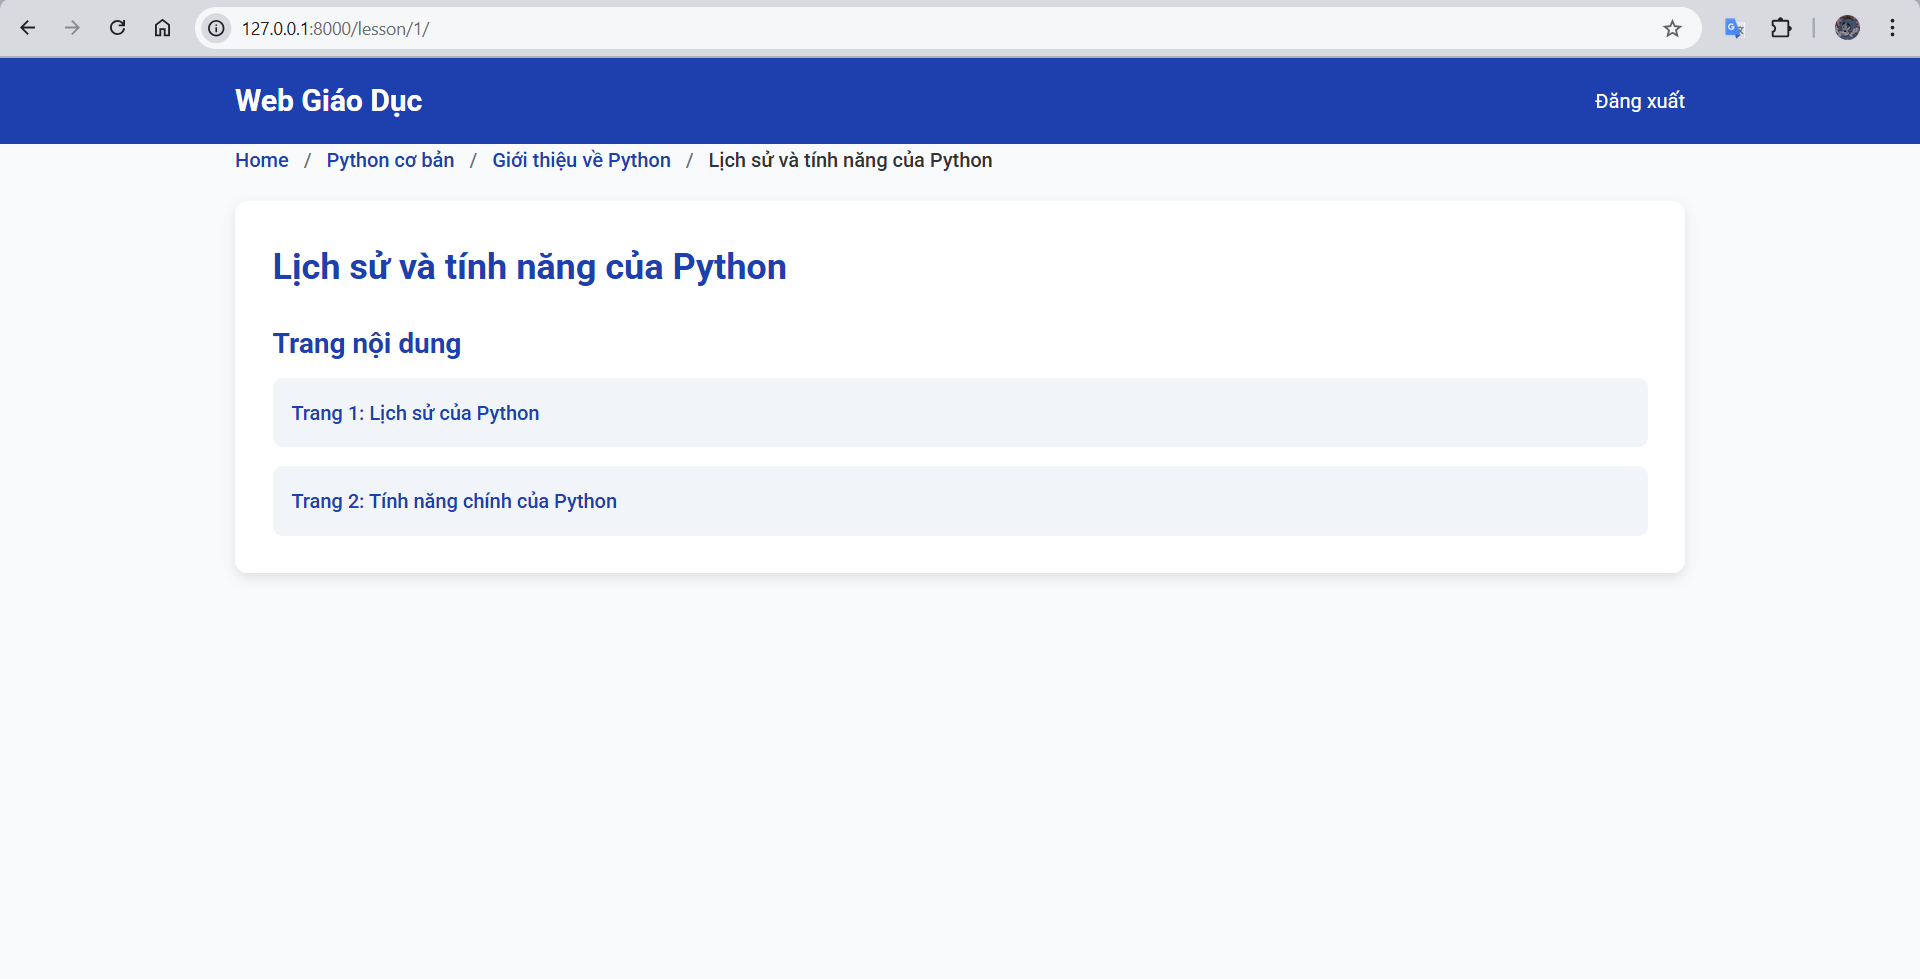 127.0.0.1:8000/lesson/1/
Web Giáo Dục
Đăng xuất
Home / Python cơ bản / Giới thiệu về Python / Lịch sử và tính năng của Python
Lịch sử và tính năng của Python
Trang nội dung
Trang 1: Lịch sử của Python
Trang 2: Tính năng chính của Python